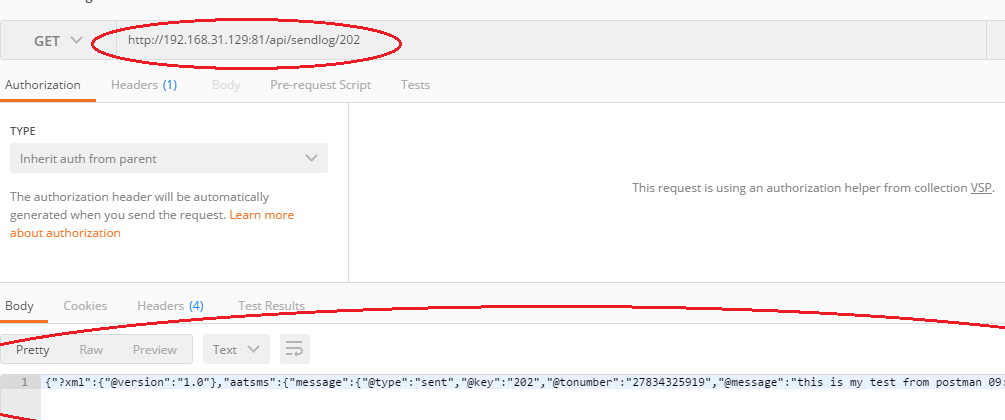 GET http://192.168.31.129:81/api/sendlog/202
Authorization Headers (1) Body Pre-request Script Tests
TYPE
Inherit auth from parent
The authorization header will be automatically
generated when you send the request. Learn more
about authorization
This request is using an authorization helper from collection VSP.
Body Cookies Headers (4) Test Results
Pretty Raw Preview Text
1 {"?xml":{"@version":"1.0"},"aatsms":{"message":{"@type":"sent","@key":"202","@tonumber":"27834325919","@message":"this is my test from postman 09: